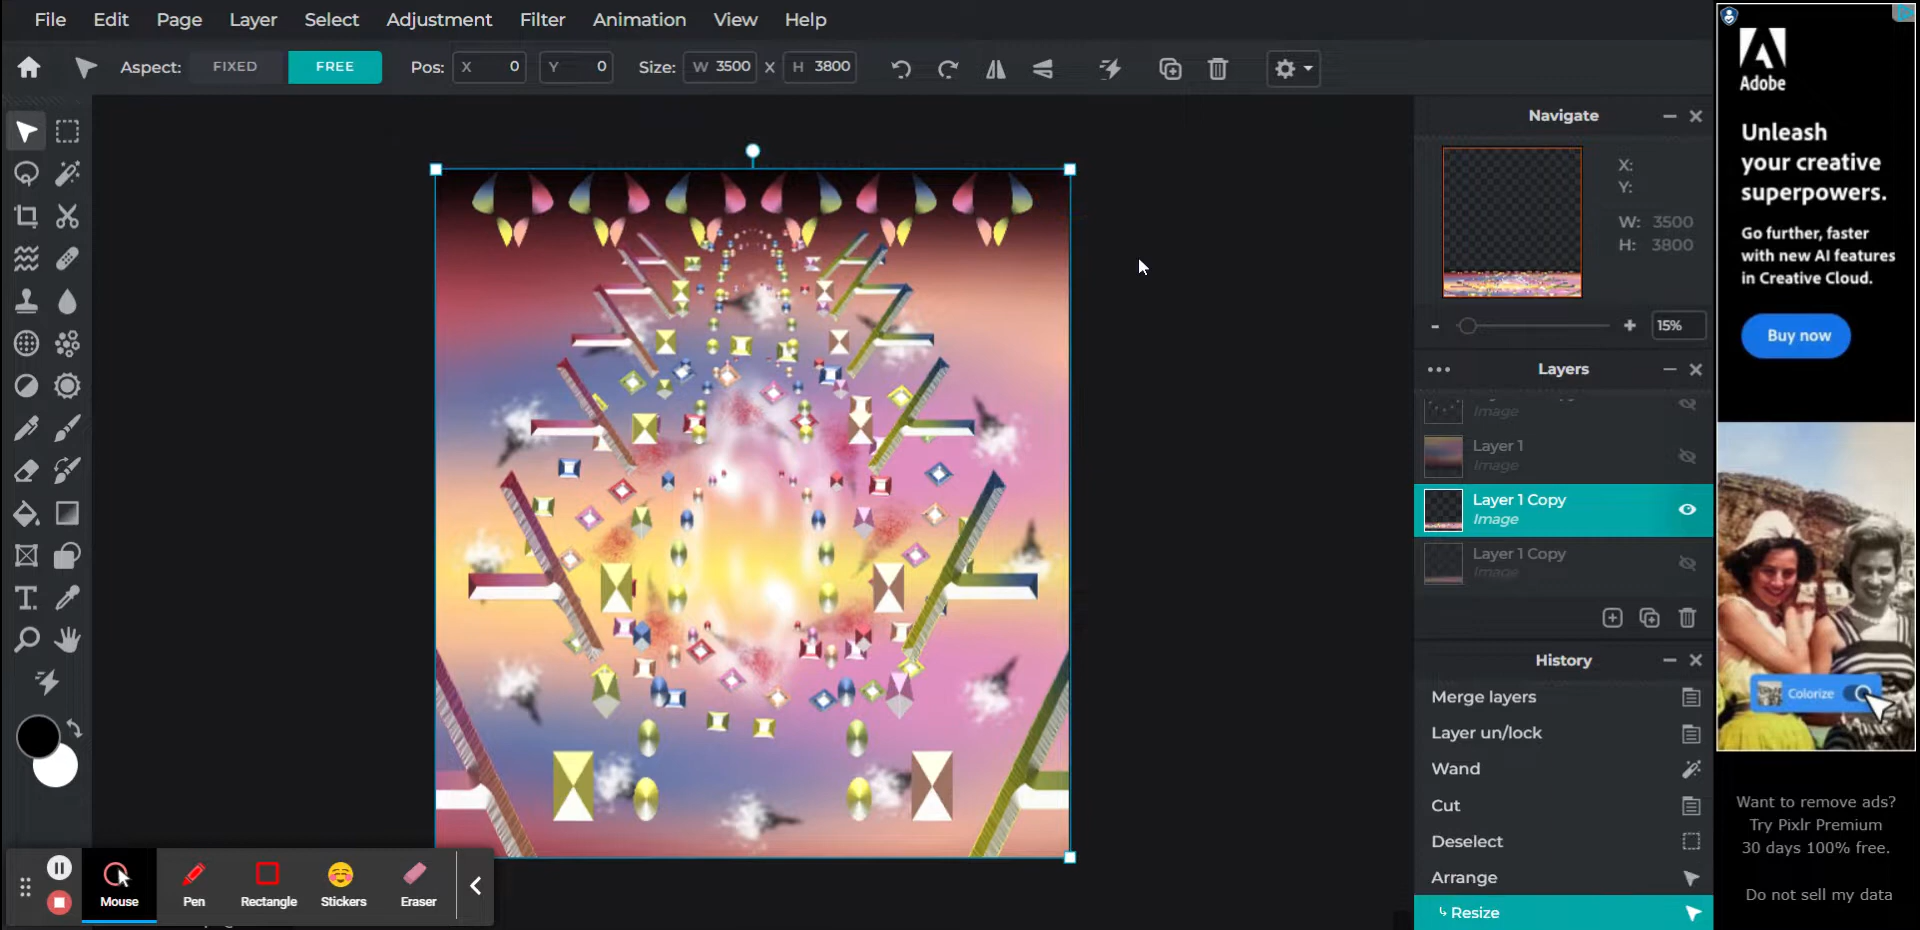 File Edit Page Layer Select Adjustment Filter Animation View Help
Aspect: FIXED FREE Pos: X 0 Y 0 Size: W 3500 X H 3800
Navigate
X:
Y:
W: 3500
H: 3800
- + 15%
Layers
Image
Layer 1
Image
Layer 1 Copy
Image
Layer 1 Copy
Image
History
Merge layers
Layer un/lock
Wand
Cut
Deselect
Arrange
Resize
Mouse Pen Rectangle Stickers Eraser
Adobe
Unleash
your creative
superpowers.
Go further, faster
with new AI features
in Creative Cloud.
Buy now
Colorize
Want to remove ads?
Try Pixlr Premium
30 days 100% free.
Do not sell my data